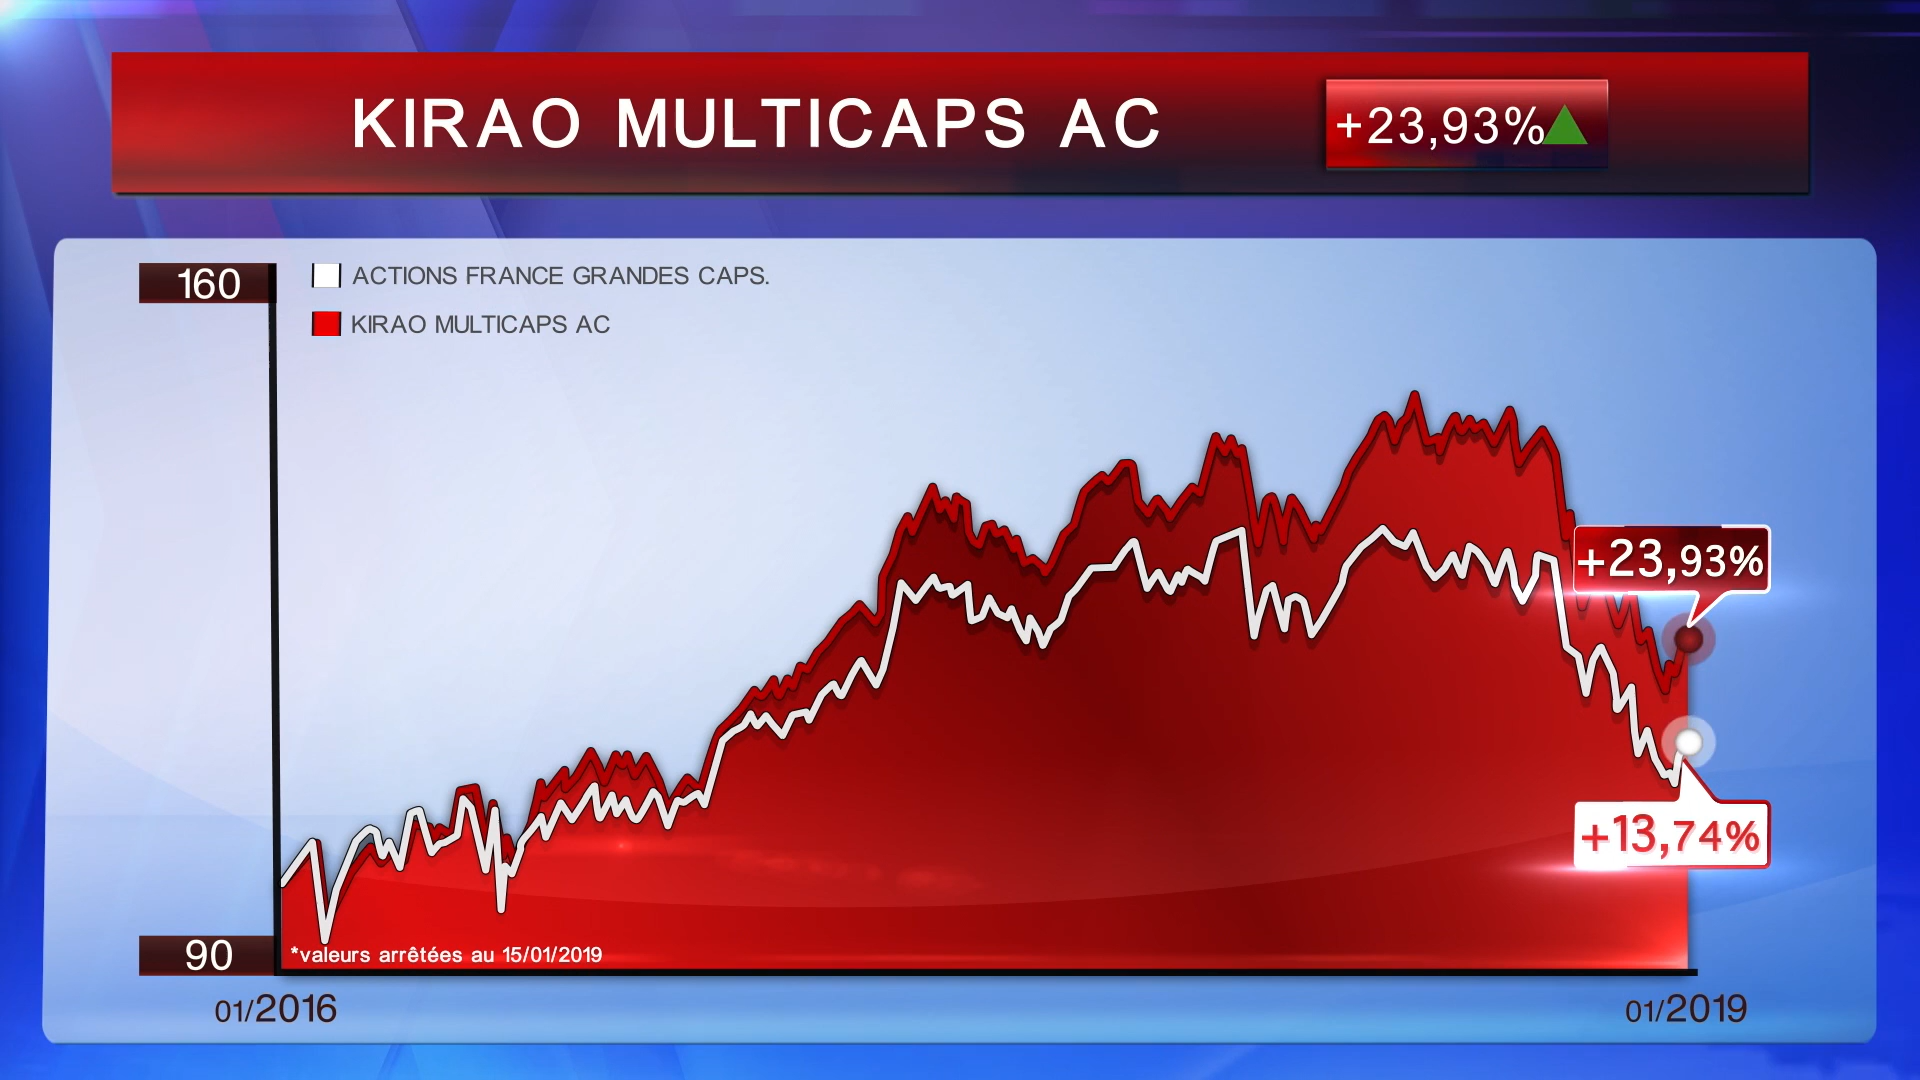 KIRAO MULTICAPS AC
+23,93%
160
ACTIONS FRANCE GRANDES CAPS.
KIRAO MULTICAPS AC
+23,93%
+13,74%
90
*valeurs arrêtées au 15/01/2019
01/2016
01/2019